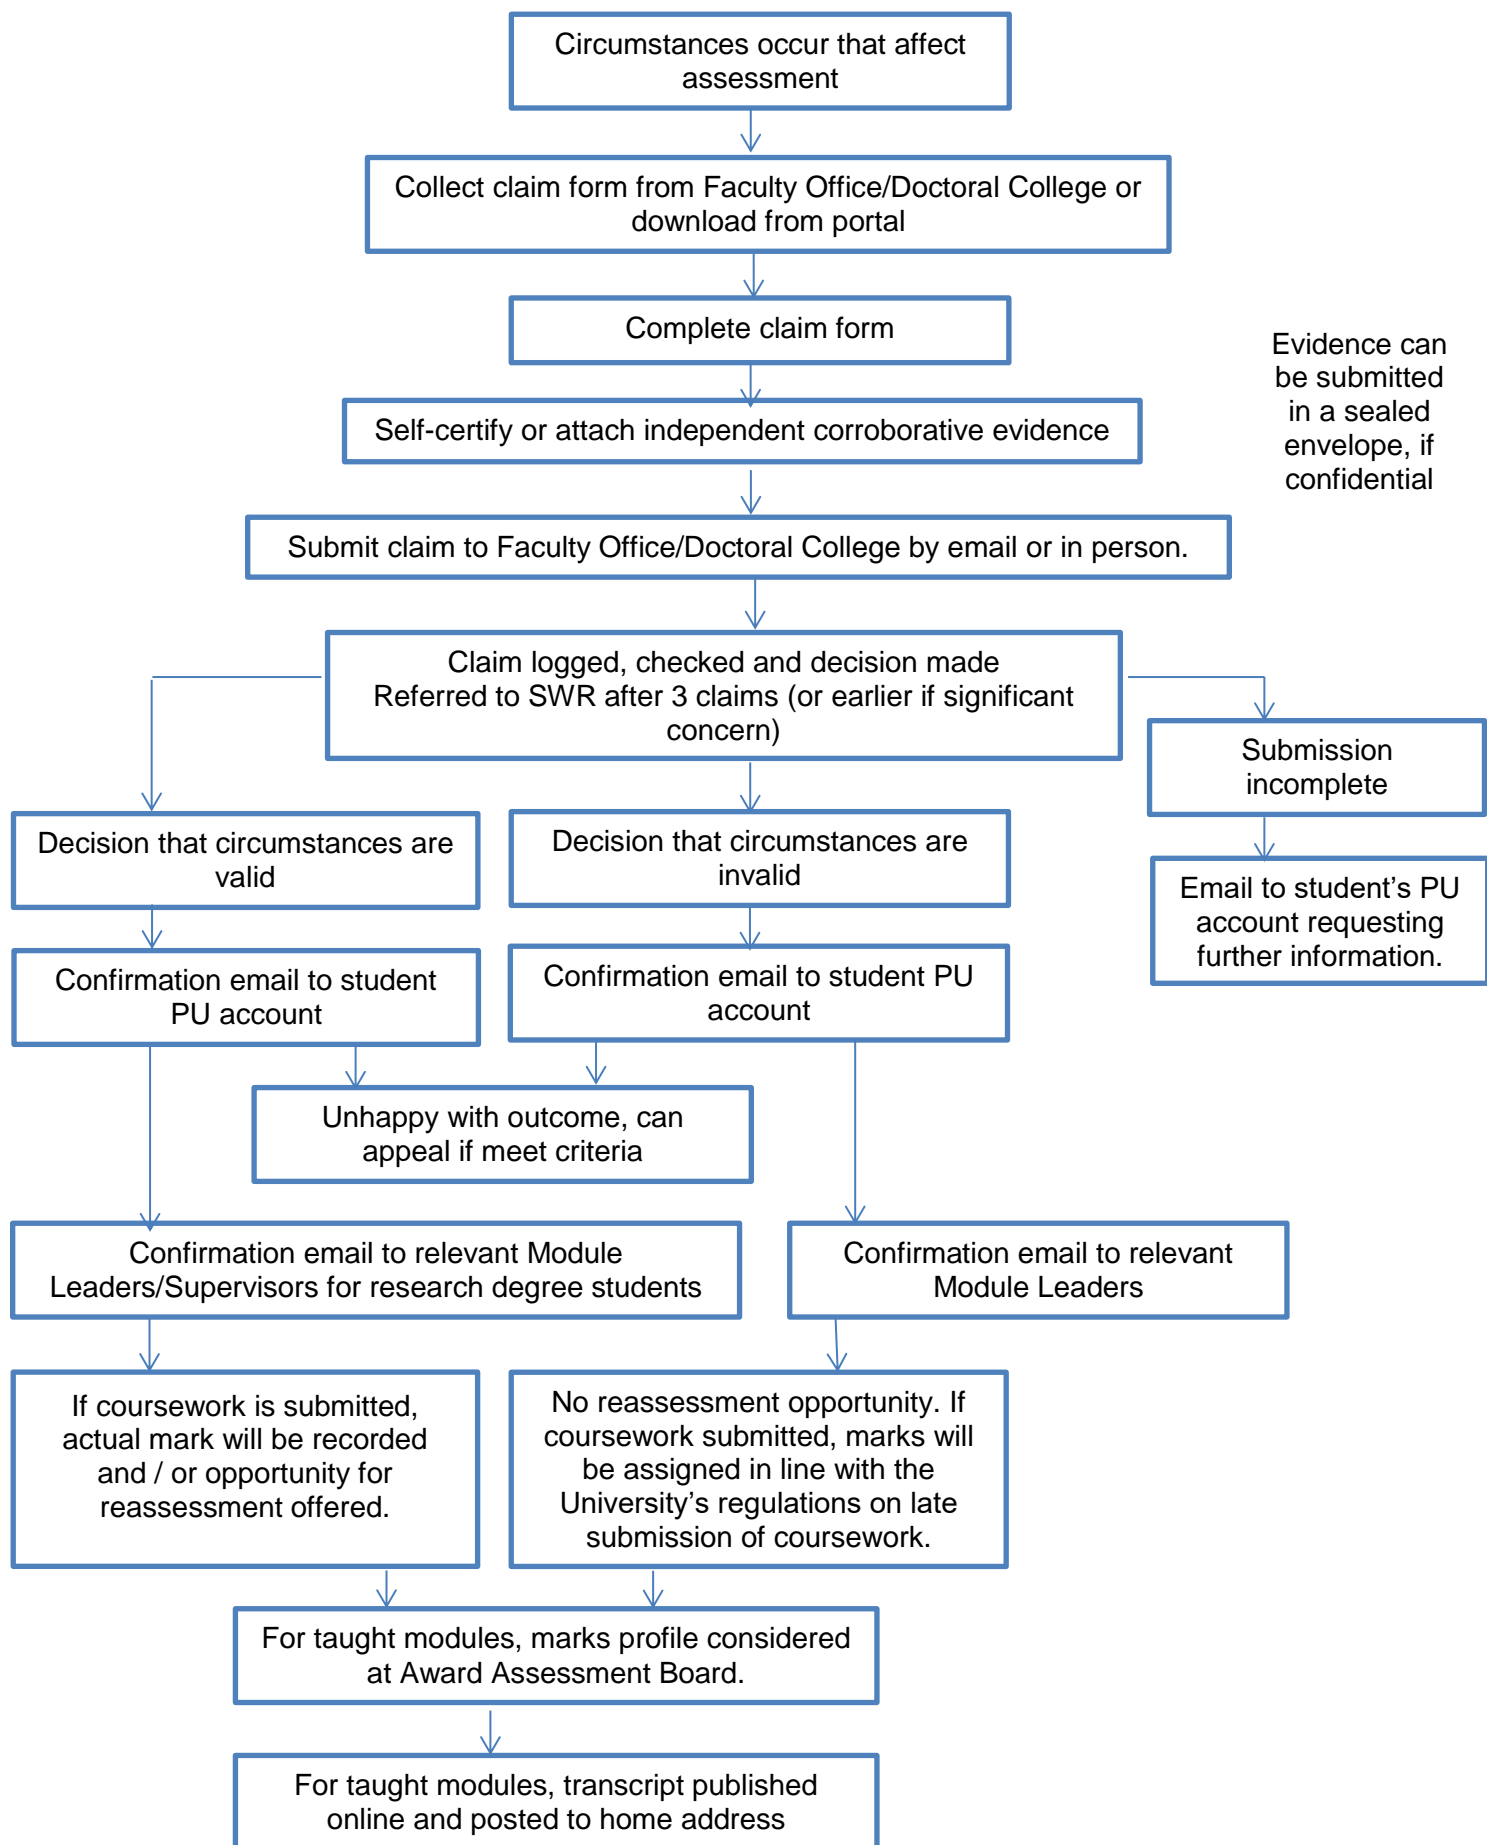 Circumstances occur that affect
assessment
Collect claim form from Faculty Office/Doctoral College or
download from portal
Complete claim form
Evidence can
be submitted
in a sealed
envelope, if
confidential
Self-certify or attach independent corroborative evidence
Submit claim to Faculty Office/Doctoral College by email or in person.
Claim logged, checked and decision made
Referred to SWR after 3 claims (or earlier if significant
concern)
Submission
incomplete
Decision that circumstances are
valid
Decision that circumstances are
invalid
Email to student’s PU
account requesting
further information.
Confirmation email to student
PU account
Confirmation email to student PU
account
Unhappy with outcome, can
appeal if meet criteria
Confirmation email to relevant Module
Leaders/Supervisors for research degree students
Confirmation email to relevant
Module Leaders
If coursework is submitted,
actual mark will be recorded
and / or opportunity for
reassessment offered.
No reassessment opportunity. If
coursework submitted, marks will
be assigned in line with the
University’s regulations on late
submission of coursework.
For taught modules, marks profile considered
at Award Assessment Board.
For taught modules, transcript published
online and posted to home address